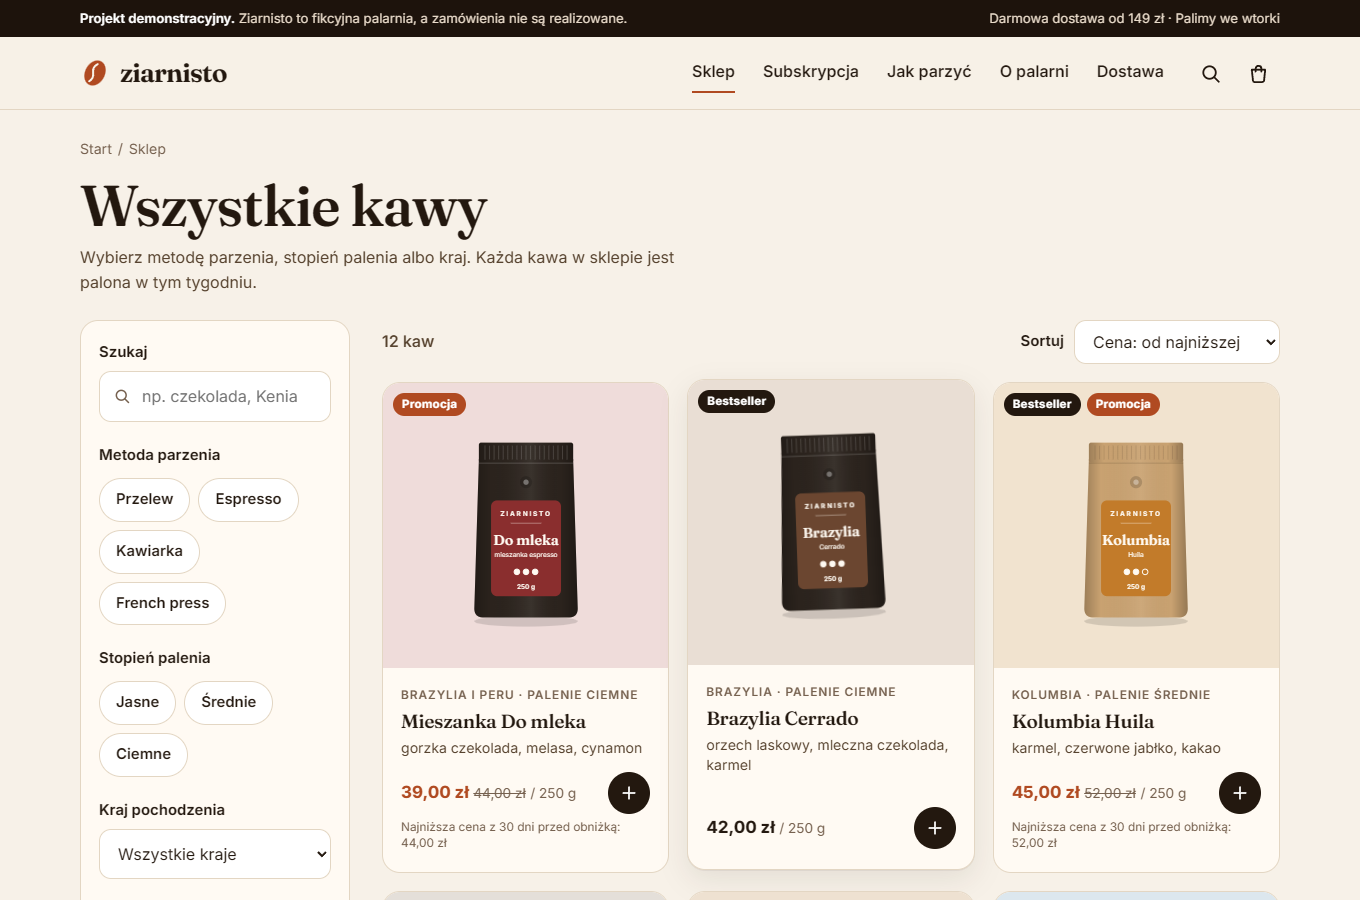 Projekt demonstracyjny. Ziarnisto to fikcyjna palarnia, a zamówienia nie są realizowane.
Darmowa dostawa od 149 zł · Palimy we wtorki
ziarnisto
Sklep
Subskrypcja
Jak parzyć
O palarni
Dostawa
Start / Sklep
Wszystkie kawy
Wybierz metodę parzenia, stopień palenia albo kraj. Każda kawa w sklepie jest
palona w tym tygodniu.
Szukaj
np. czekolada, Kenia
Metoda parzenia
Przelew
Espresso
Kawiarka
French press
Stopień palenia
Jasne
Średnie
Ciemne
Kraj pochodzenia
Wszystkie kraje
12 kaw
Sortuj
Cena: od najniższej
Promocja
ZIARNISTO
Do mleka
mieszanka espresso
250 g
BRAZYLIA I PERU · PALENIE CIEMNE
Mieszanka Do mleka
gorzka czekolada, melasa, cynamon
39,00 zł 44,00 zł / 250 g
Najniższa cena z 30 dni przed obniżką:
44,00 zł
Bestseller
ZIARNISTO
Brazylia
Cerrado
250 g
BRAZYLIA · PALENIE CIEMNE
Brazylia Cerrado
orzech laskowy, mleczna czekolada,
karmel
42,00 zł / 250 g
Bestseller
Promocja
ZIARNISTO
Kolumbia
Huila
250 g
KOLUMBIA · PALENIE ŚREDNIE
Kolumbia Huila
karmel, czerwone jabłko, kakao
45,00 zł 52,00 zł / 250 g
Najniższa cena z 30 dni przed obniżką:
52,00 zł